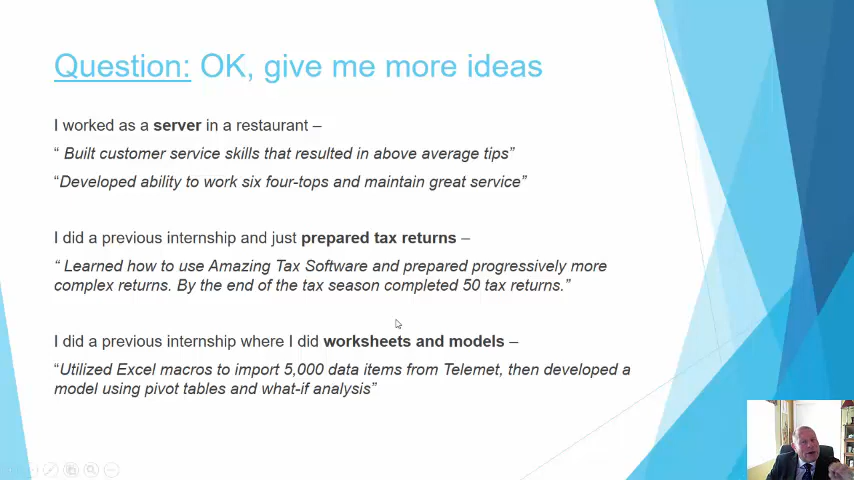 Question: OK, give me more ideas
I worked as a server in a restaurant –
“ Built customer service skills that resulted in above average tips”
“Developed ability to work six four-tops and maintain great service”
I did a previous internship and just prepared tax returns –
“ Learned how to use Amazing Tax Software and prepared progressively more
complex returns. By the end of the tax season completed 50 tax returns.”
I did a previous internship where I did worksheets and models –
“Utilized Excel macros to import 5,000 data items from Telemet, then developed a
model using pivot tables and what-if analysis”